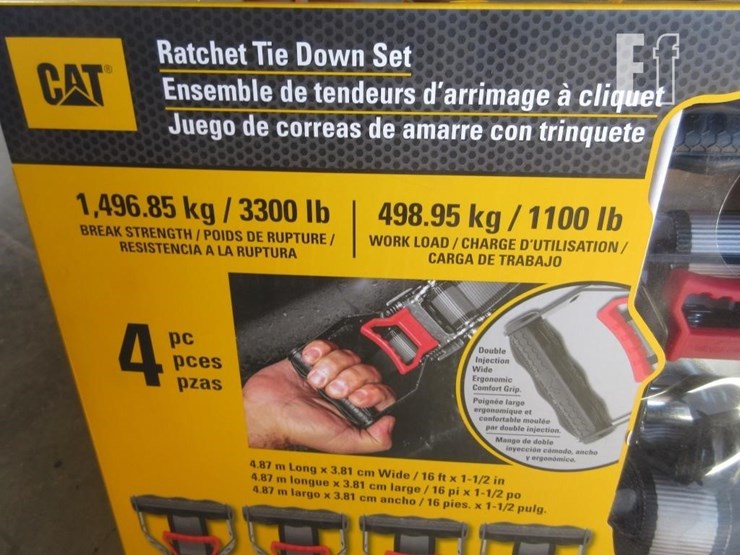 CAT®
Ratchet Tie Down Set
Ensemble de tendeurs d'arrimage à cliquet
Juego de correas de amarre con trinquete
Ef
1,496.85 kg / 3300 lb
BREAK STRENGTH / POIDS DE RUPTURE /
RESISTENCIA A LA RUPTURA
498.95 kg / 1100 lb
WORK LOAD / CHARGE D'UTILISATION /
CARGA DE TRABAJO
4
pc
pces
pzas
Double
Injection
Wide
Ergonomic
Comfort Grip.
Poignée large
ergonomique et
confortable moulée
par double injection.
Mango de doble
inyección cómodo, ancho
y ergonómico.
4.87 m Long x 3.81 cm Wide / 16 ft x 1-1/2 in
4.87 m longue x 3.81 cm large / 16 pi x 1-1/2 po
4.87 m largo x 3.81 cm ancho / 16 pies. x 1-1/2 pulg.